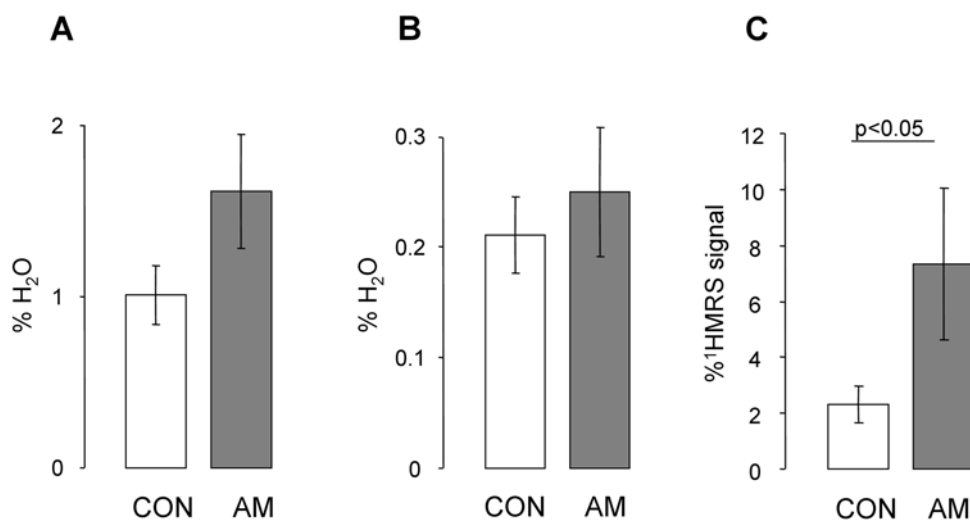 A
% H₂O
2
1
0
CON AM
B
% H₂O
0.3
0.2
0.1
0
CON AM
C
%¹HMRS signal
12
10
8
6
4
2
0
p<0.05
CON AM